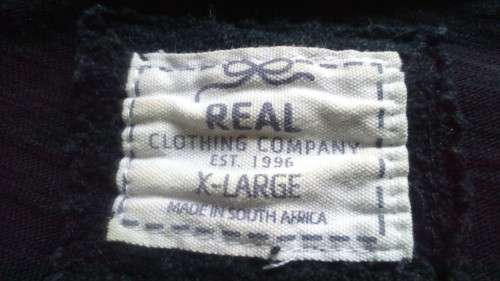 REAL
CLOTHING COMPANY
EST. 1996
X-LARGE
MADE IN SOUTH AFRICA